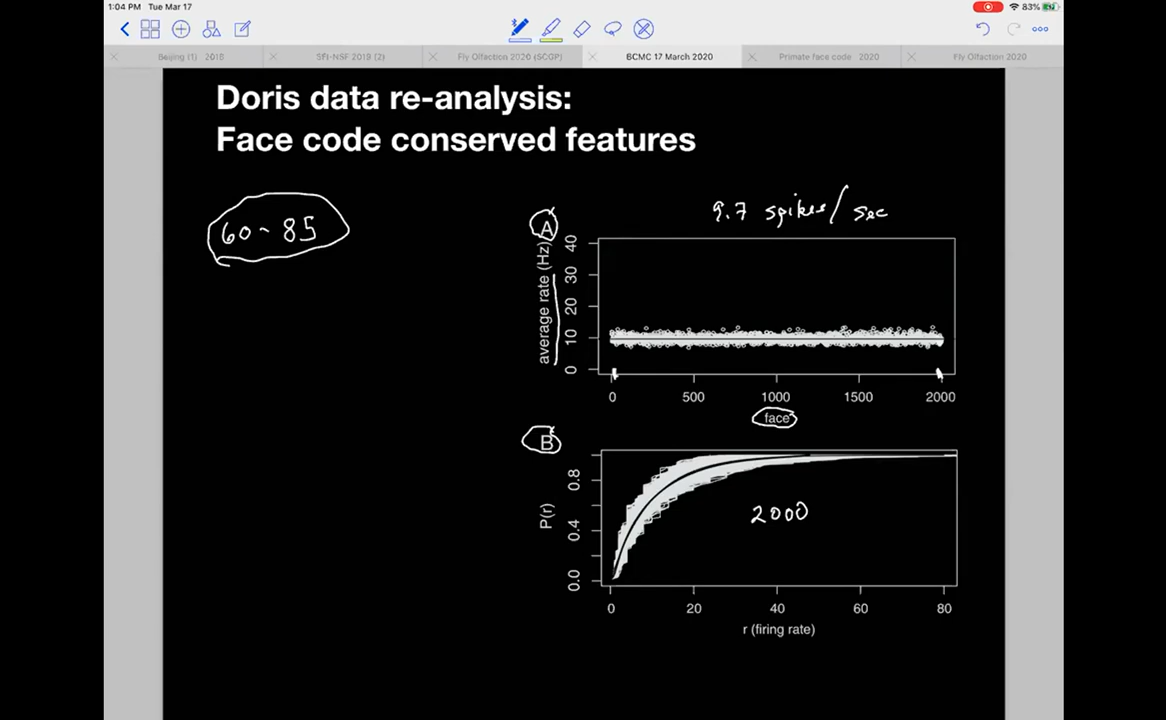 1:04 PM Tue Mar 17
83%
Beijing (1) 2018
SFI-NSF 2019 (2)
Fly Olfaction 2020 (SCGP)
BCMC 17 March 2020
Primate face code 2020
Fly Olfaction 2020
Doris data re-analysis:
Face code conserved features
60 - 85
9.7 spikes/sec
A
average rate (Hz)
40
30
20
10
0
0 500 1000 1500 2000
face
B
P(r)
0.8
0.4
0.0
2000
0 20 40 60 80
r (firing rate)